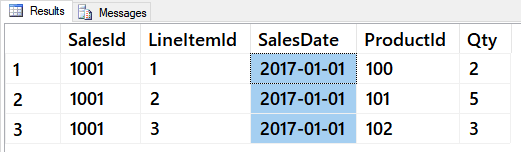 Results Messages
SalesId LineItemId SalesDate ProductId Qty
1 1001 1 2017-01-01 100 2
2 1001 2 2017-01-01 101 5
3 1001 3 2017-01-01 102 3